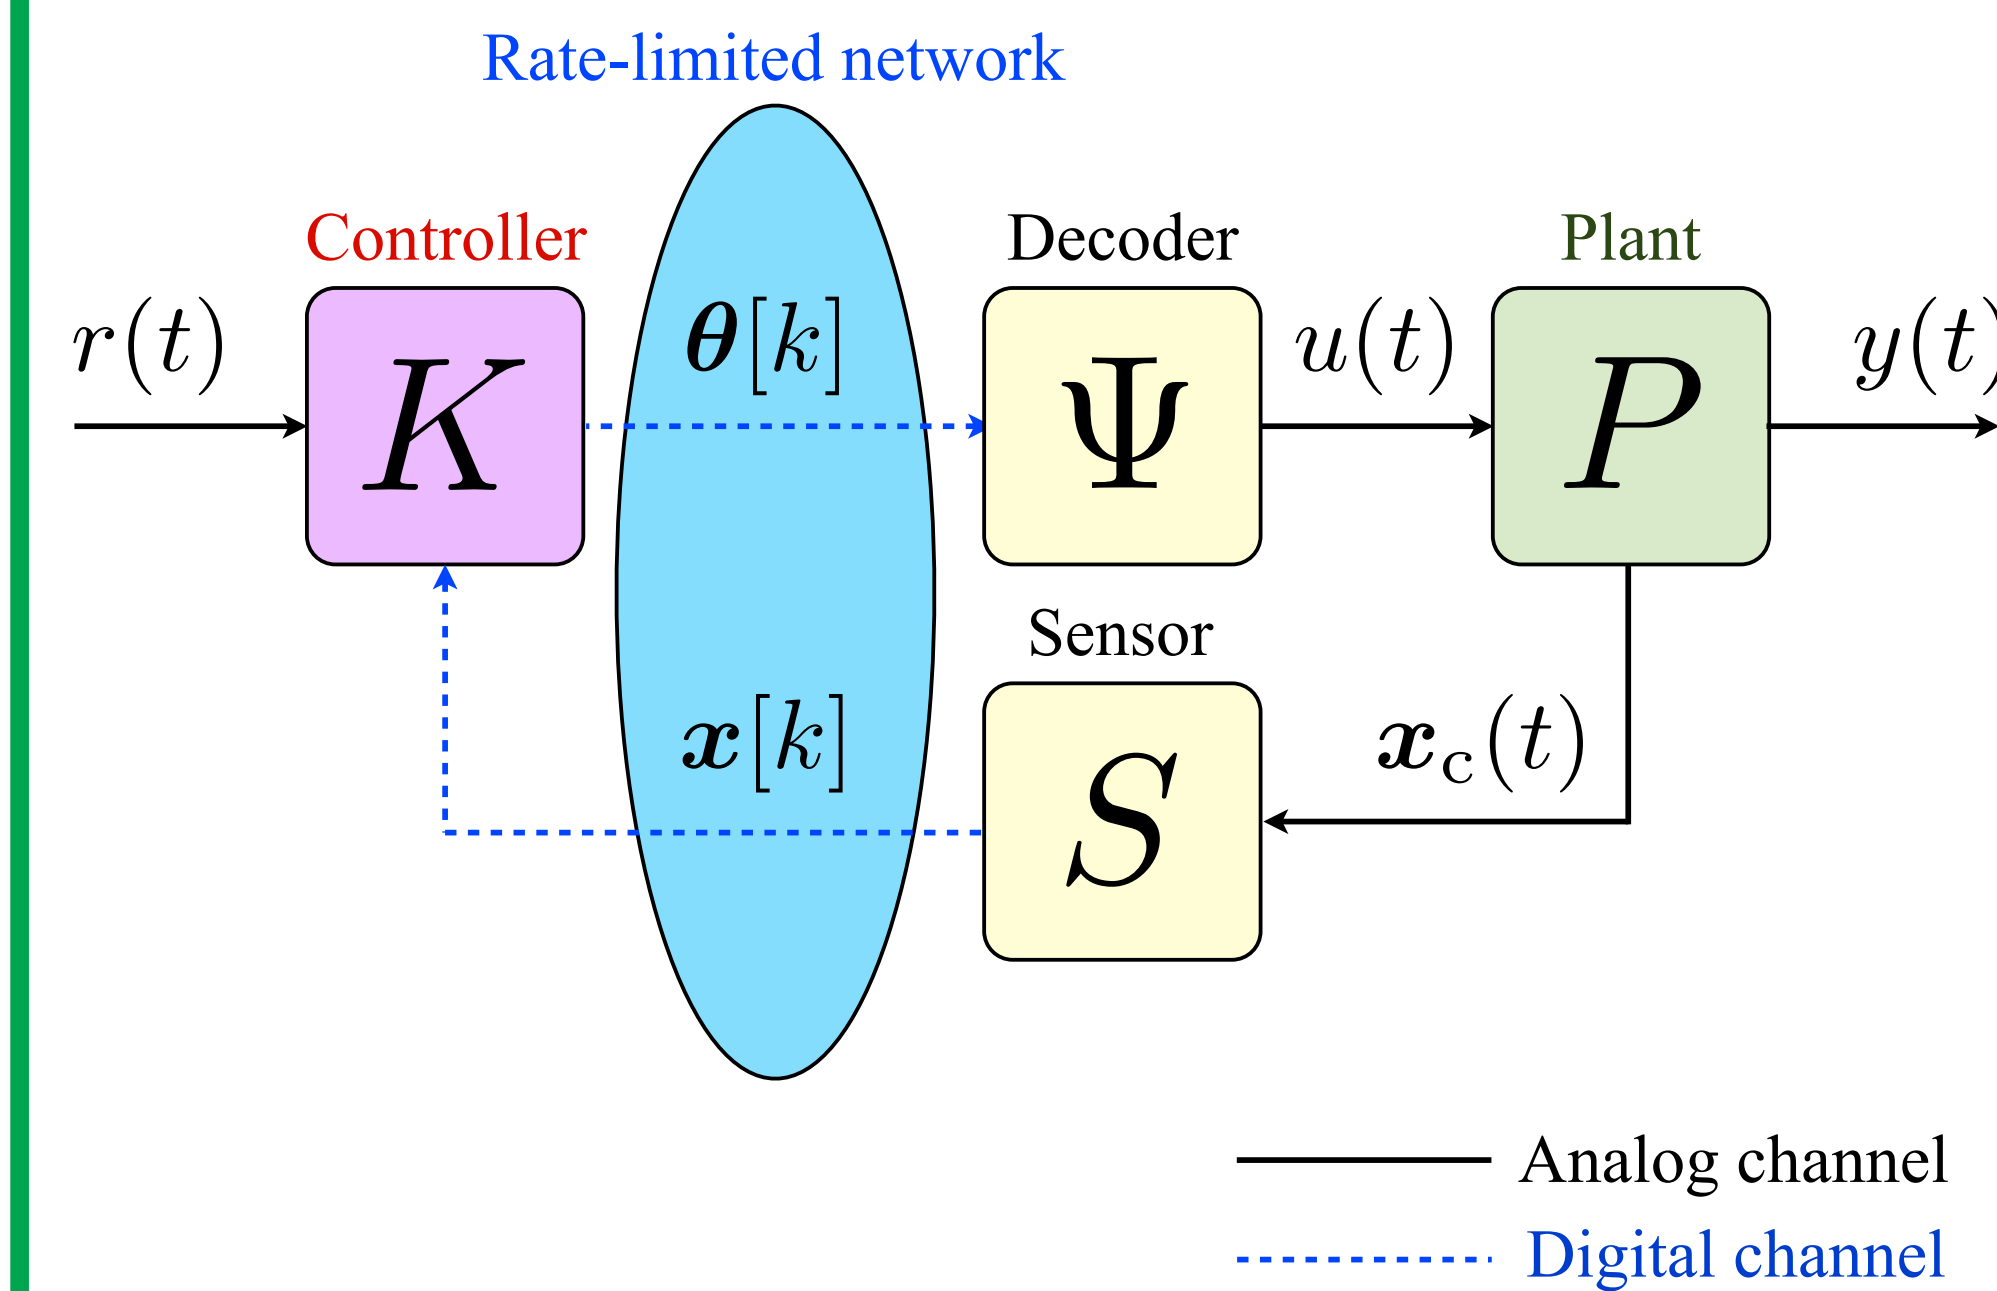 Rate-limited network
Controller
Decoder
Plant
r(t)
K
θ[k]
Ψ
u(t)
P
y(t)
Sensor
x[k]
S
x_c(t)
Analog channel
Digital channel